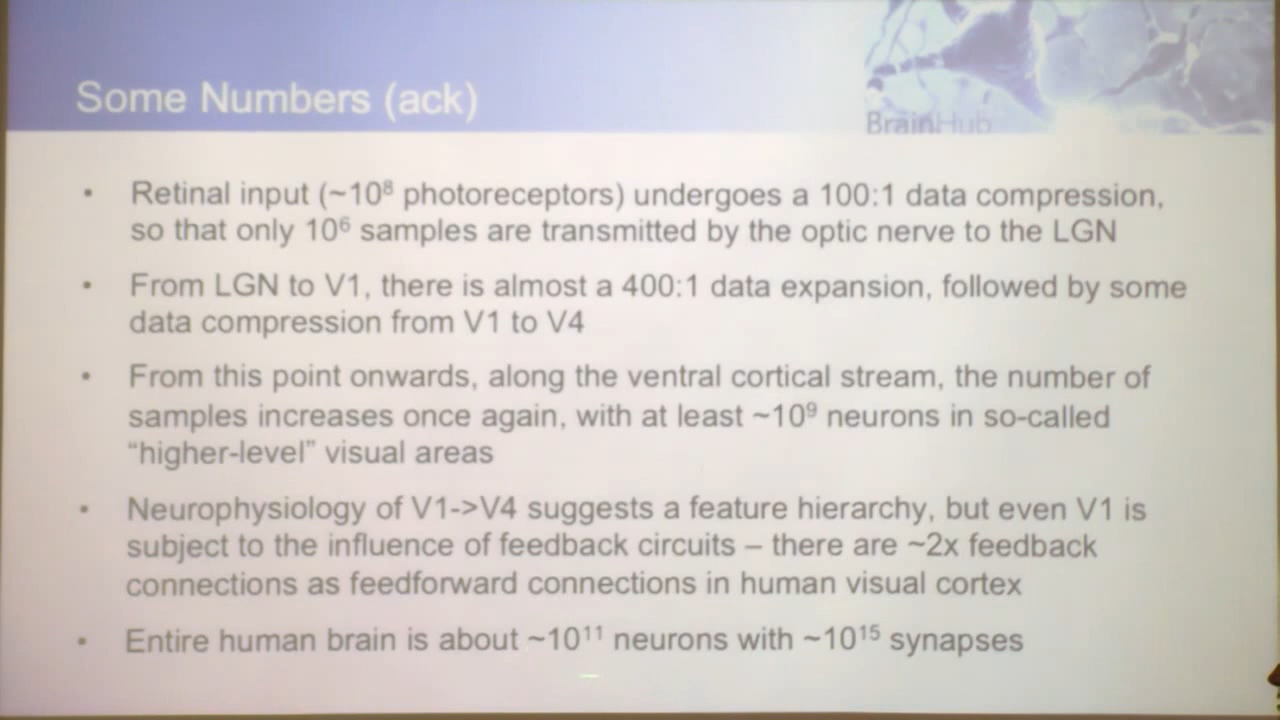 Some Numbers (ack)
BrainHub
• Retinal input (~10⁸ photoreceptors) undergoes a 100:1 data compression,
so that only 10⁶ samples are transmitted by the optic nerve to the LGN
• From LGN to V1, there is almost a 400:1 data expansion, followed by some
data compression from V1 to V4
• From this point onwards, along the ventral cortical stream, the number of
samples increases once again, with at least ~10⁹ neurons in so-called
“higher-level” visual areas
• Neurophysiology of V1->V4 suggests a feature hierarchy, but even V1 is
subject to the influence of feedback circuits – there are ~2x feedback
connections as feedforward connections in human visual cortex
• Entire human brain is about ~10¹¹ neurons with ~10¹⁵ synapses